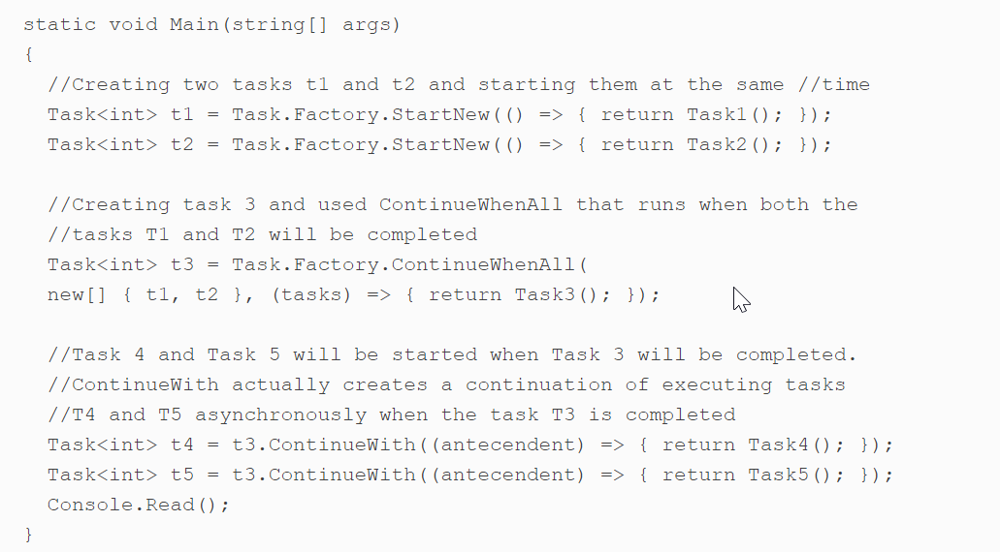 static void Main(string[] args)
{
//Creating two tasks t1 and t2 and starting them at the same //time
Task<int> t1 = Task.Factory.StartNew(() => { return Task1(); });
Task<int> t2 = Task.Factory.StartNew(() => { return Task2(); });
//Creating task 3 and used ContinueWhenAll that runs when both the
//tasks T1 and T2 will be completed
Task<int> t3 = Task.Factory.ContinueWhenAll(
new[] { t1, t2 }, (tasks) => { return Task3(); });
//Task 4 and Task 5 will be started when Task 3 will be completed.
//ContinueWith actually creates a continuation of executing tasks
//T4 and T5 asynchronously when the task T3 is completed
Task<int> t4 = t3.ContinueWith((antecendent) => { return Task4(); });
Task<int> t5 = t3.ContinueWith((antecendent) => { return Task5(); });
Console.Read();
}